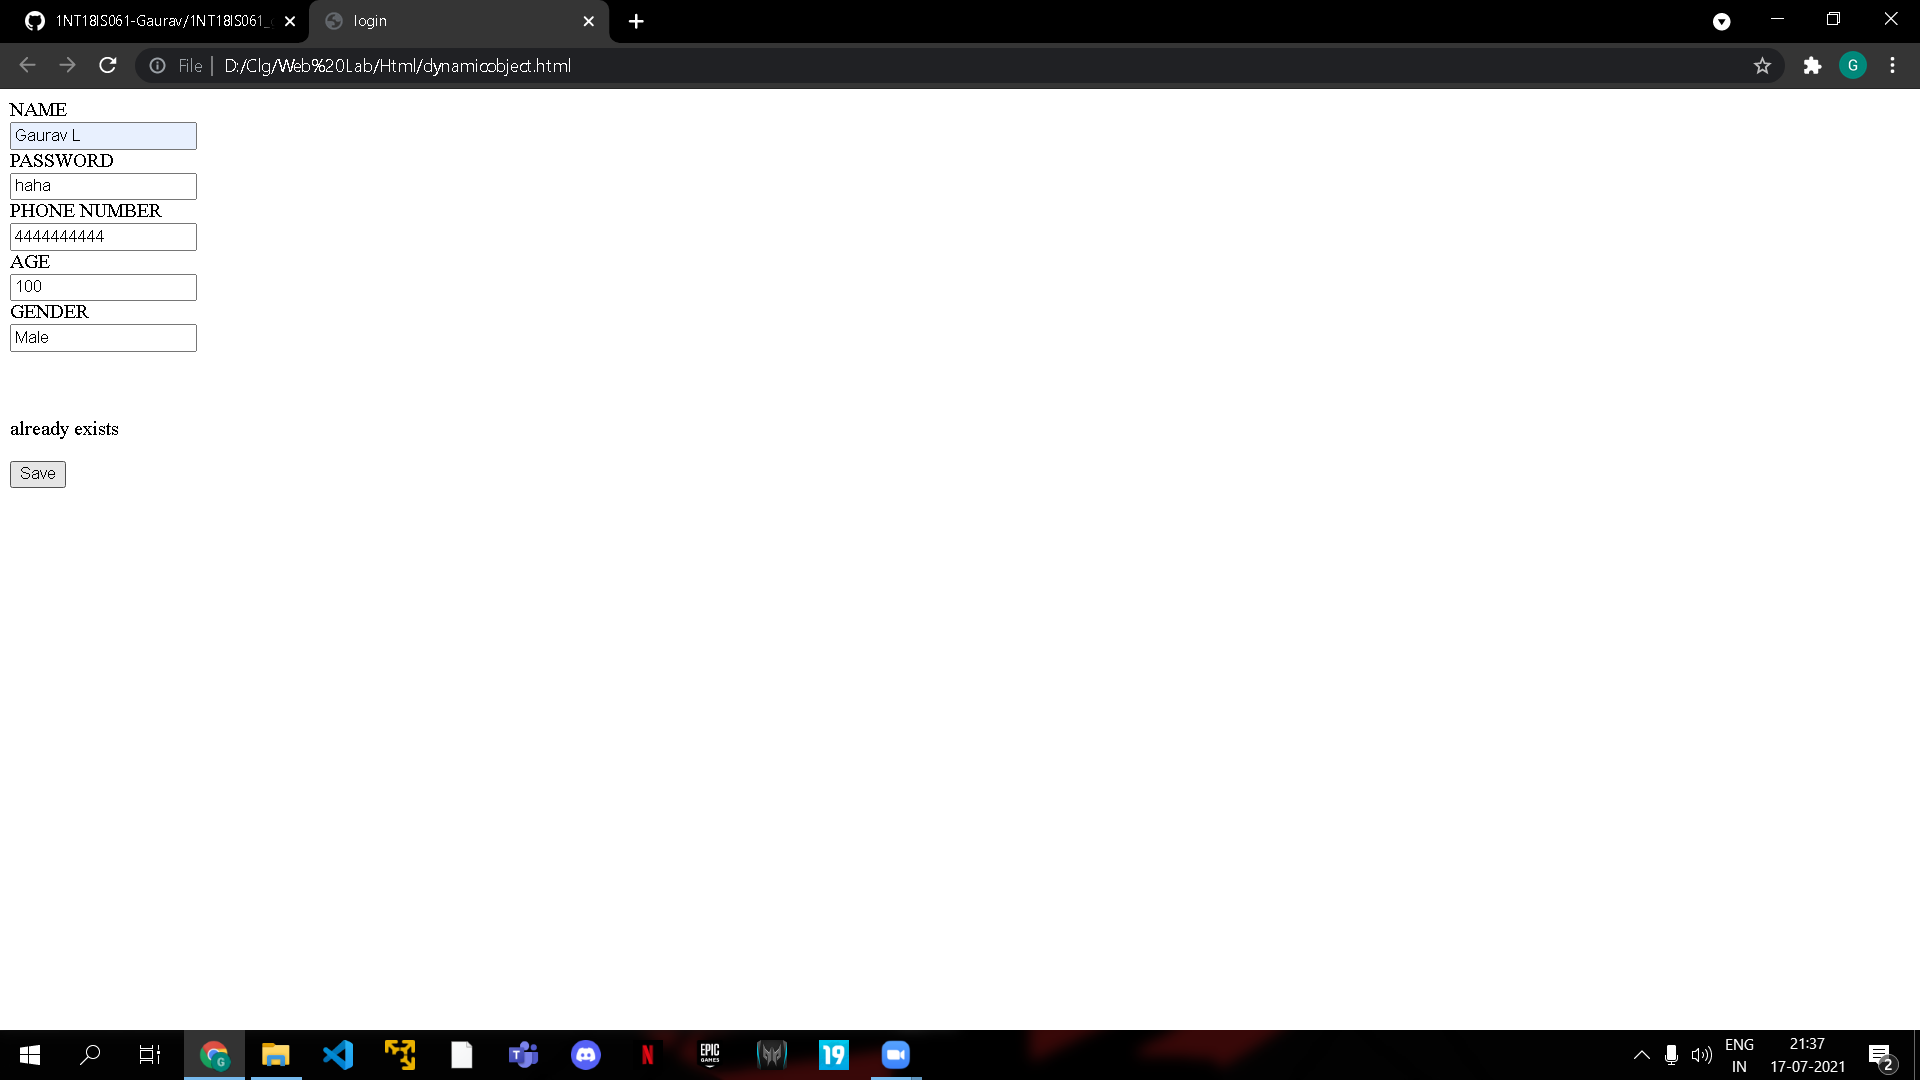 1NT18IS061-Gaurav/1NT18IS061_
login
File | D:/Clg/Web%20Lab/Html/dynamicobject.html
G
NAME
Gaurav L
PASSWORD
haha
PHONE NUMBER
4444444444
AGE
100
GENDER
Male
already exists
Save
G
T
N
EPIC
GAMES
19
ENG
IN
21:37
17-07-2021
2